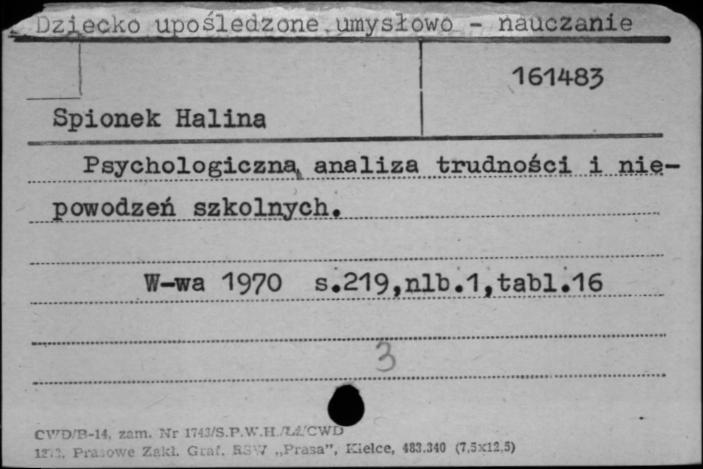 Dziecko upośledzone umysłowo - nauczanie
161483
Spionek Halina
Psychologiczna analiza trudności i nie-
powodzeń szkolnych.
W-wa 1970 s.219,nlb.1,tabl.16
3
CWD/B-14, zam. Nr 1743/S.P.W.H./Lź/CWD
Prasowe Zakł. Graf. RSW „Prasa", Kielce, 483.340 (7,5x12,5)